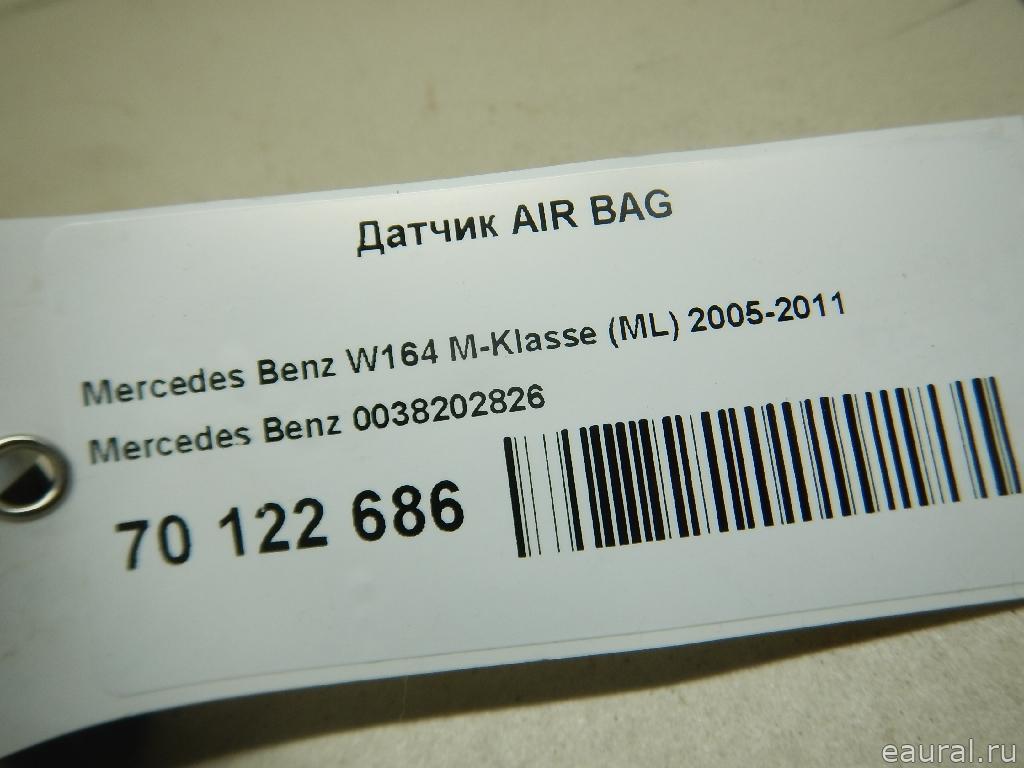 Датчик AIR BAG
Mercedes Benz W164 M-Klasse (ML) 2005-2011
Mercedes Benz 0038202826
70 122 686
eaural.ru